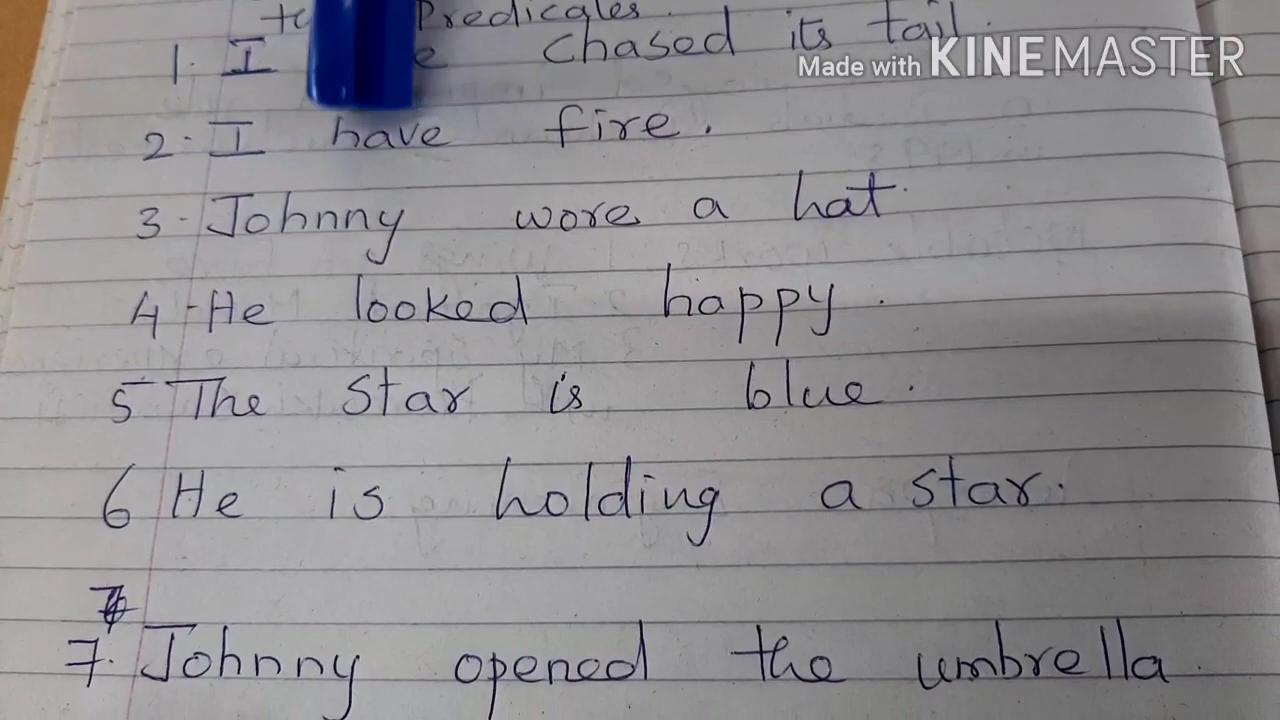 Predicates.
1. I chased its tail.
Made with KINEMASTER
2. I have fire.
3. Johnny wore a hat.
4 He looked happy.
5 The star is blue.
6 He is holding a star.
7. Johnny opened the umbrella.